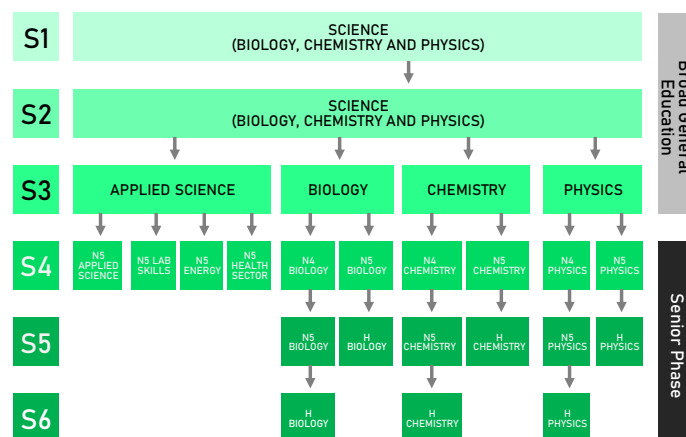 S1
SCIENCE
(BIOLOGY, CHEMISTRY AND PHYSICS)
S2
SCIENCE
(BIOLOGY, CHEMISTRY AND PHYSICS)
Broad General
Education
S3
APPLIED SCIENCE
BIOLOGY
CHEMISTRY
PHYSICS
S4
N5
APPLIED
SCIENCE
N5 LAB
SKILLS
N5
ENERGY
N5
HEALTH
SECTOR
N4
BIOLOGY
N5
BIOLOGY
N4
CHEMISTRY
N5
CHEMISTRY
N4
PHYSICS
N5
PHYSICS
S5
N5
BIOLOGY
H
BIOLOGY
N5
CHEMISTRY
H
CHEMISTRY
N5
PHYSICS
H
PHYSICS
Senior Phase
S6
H
BIOLOGY
H
CHEMISTRY
H
PHYSICS